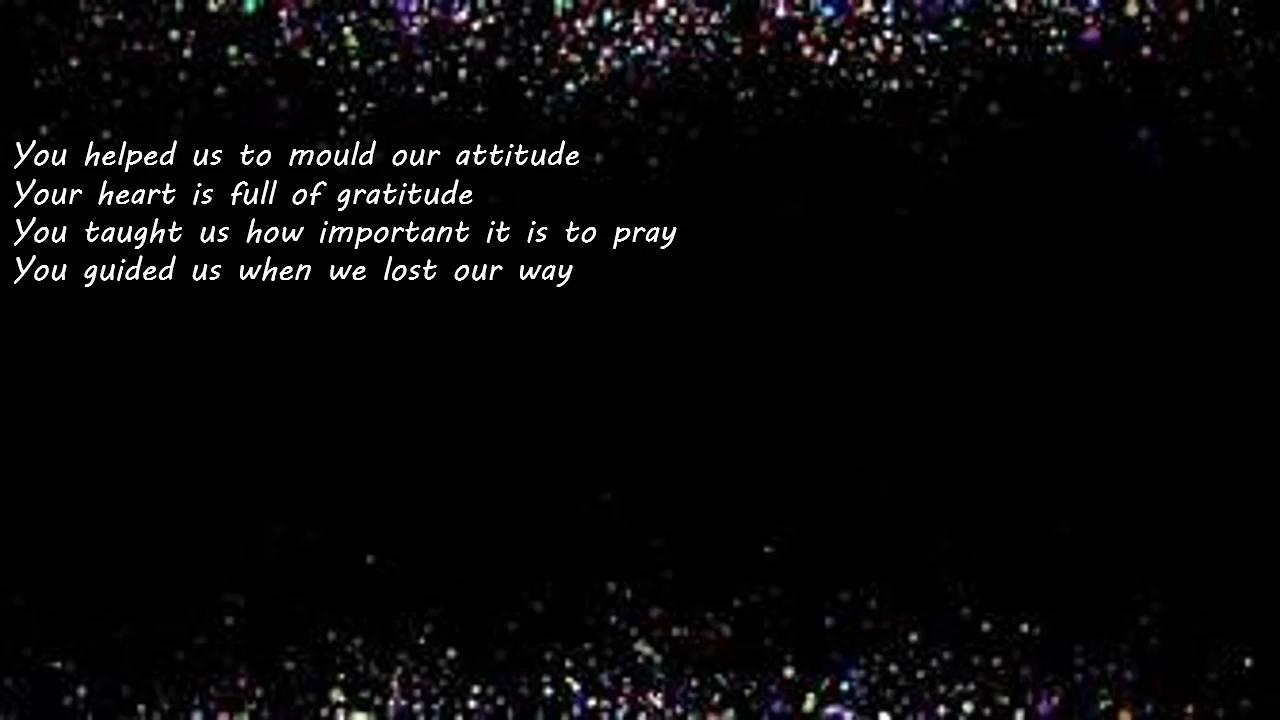 You helped us to mould our attitude
Your heart is full of gratitude
You taught us how important it is to pray
You guided us when we lost our way